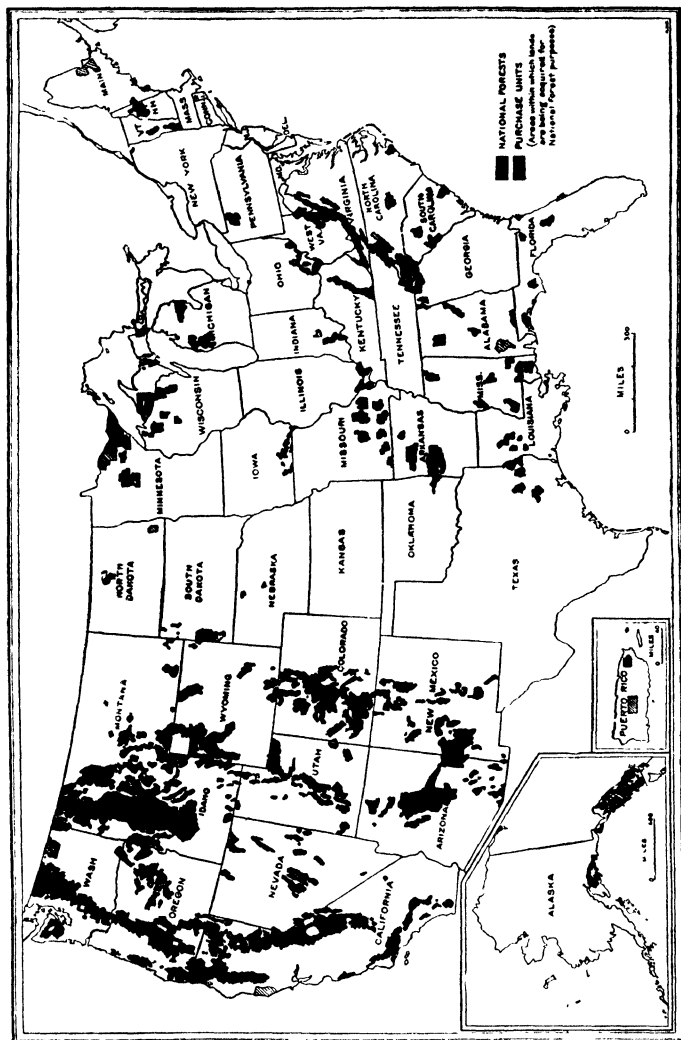 WASH
OREGON
CALIFORNIA
NEVADA
IDAHO
MONTANA
WYOMING
UTAH
COLORADO
ARIZONA
NEW MEXICO
NORTH
DAKOTA
SOUTH
DAKOTA
NEBRASKA
KANSAS
OKLAHOMA
TEXAS
MINNESOTA
IOWA
MISSOURI
ARKANSAS
LOUISIANA
WISCONSIN
ILLINOIS
MICHIGAN
INDIANA
OHIO
KENTUCKY
TENNESSEE
MISS.
ALABAMA
GEORGIA
FLORIDA
SOUTH
CAROLINA
NORTH
CAROLINA
VIRGINIA
WEST
VA.
PENNSYLVANIA
NEW YORK
VT
N H
MAINE
MASS
CONN.
MD.
DEL.
NATIONAL FORESTS
PURCHASE UNITS
(Areas within which lands
are being acquired for
National Forest purposes)
0 300
MILES
ALASKA
MILES
PUERTO RICO
MILES